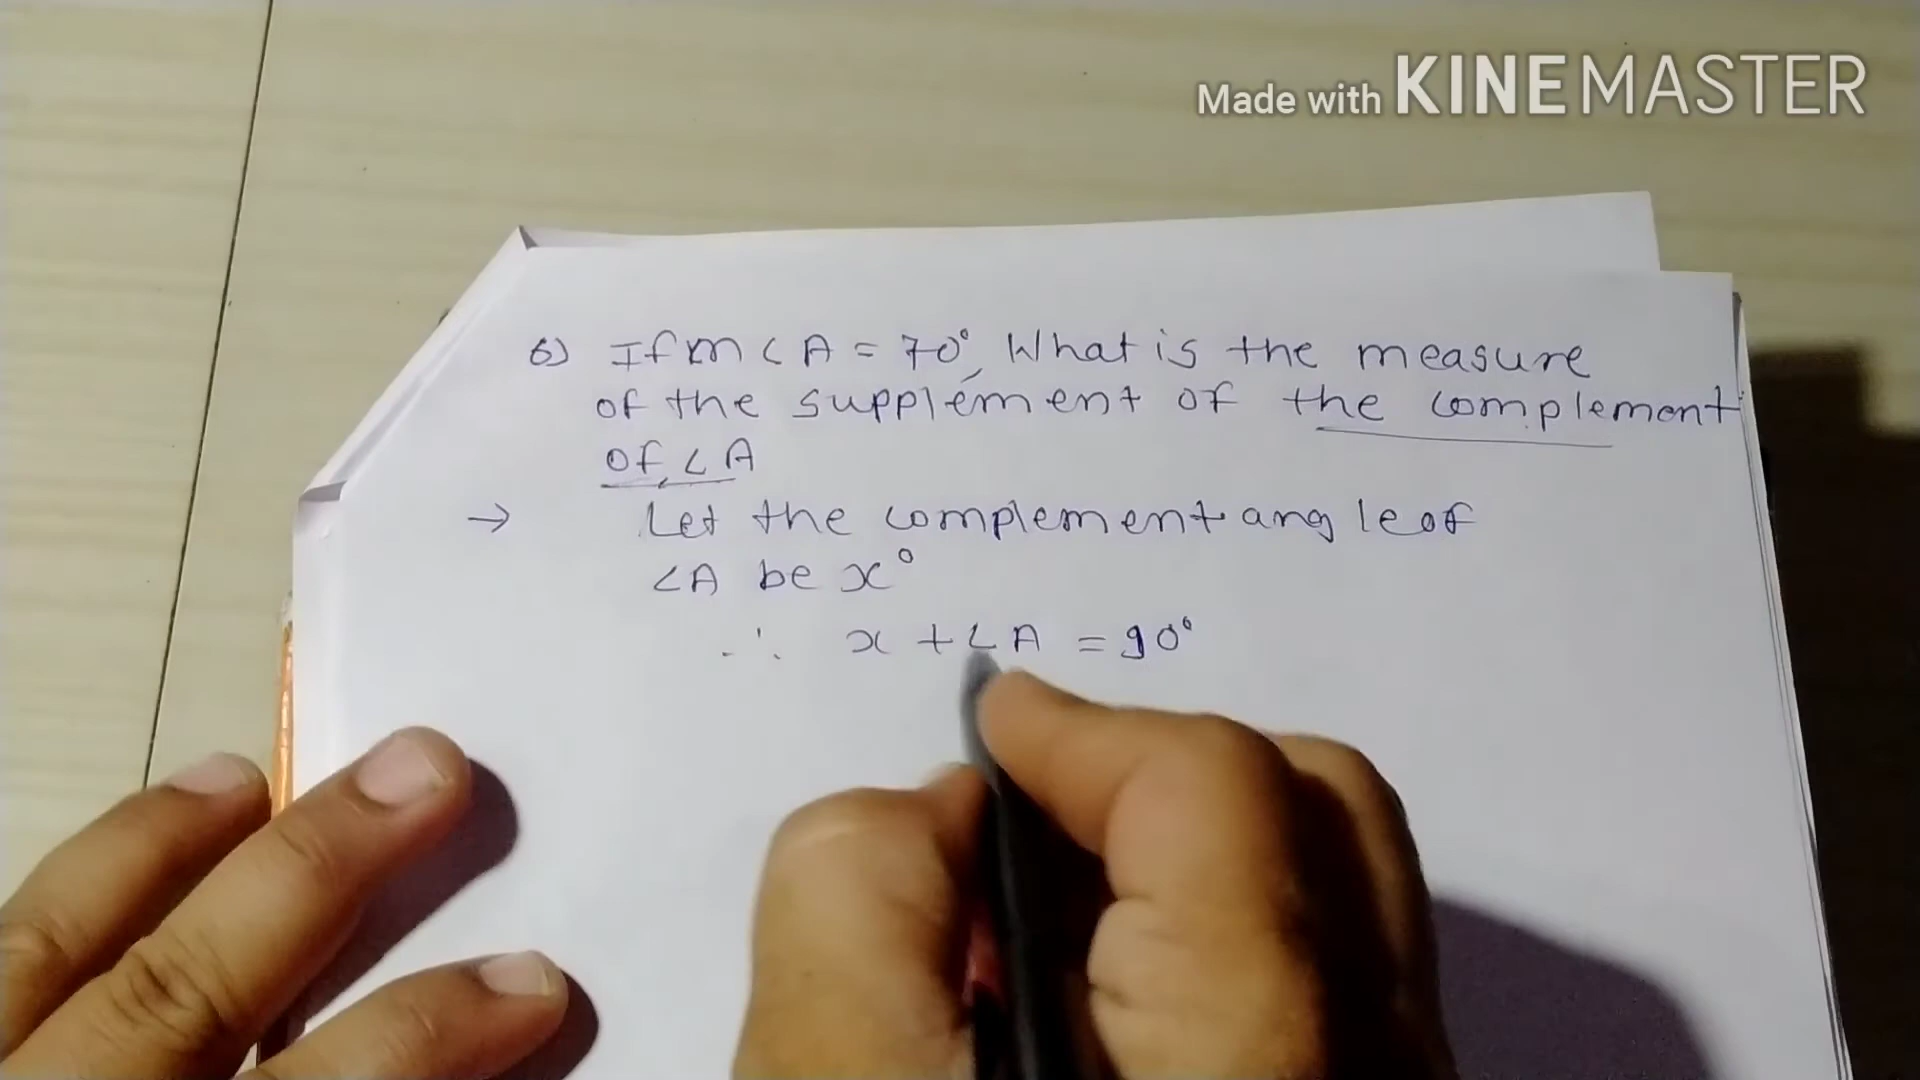 Made with KINEMASTER
6) If m∠A = 70°, What is the measure
of the supplement of the complement
of ∠A
→ Let the complement angle of
∠A be x°
∴ x + ∠A = 90°